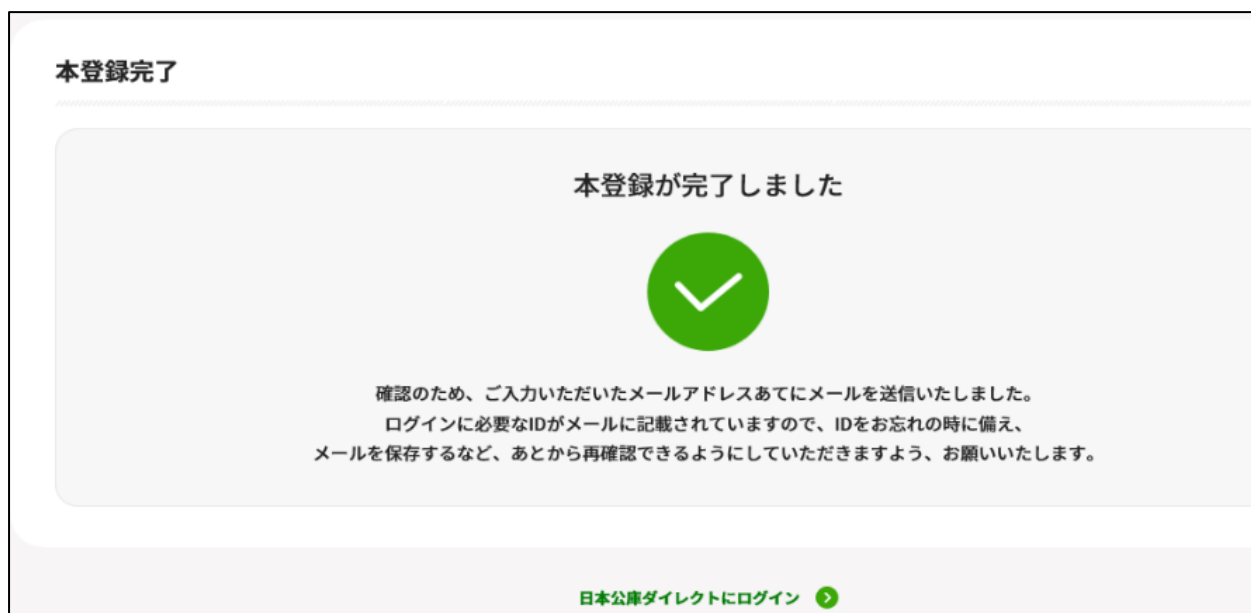 本登録完了
本登録が完了しました
確認のため、ご入力いただいたメールアドレスあてにメールを送信いたしました。
ログインに必要なIDがメールに記載されていますので、IDをお忘れの時に備え、
メールを保存するなど、あとから再確認できるようにしていただきますよう、お願いいたします。
日本公庫ダイレクトにログイン